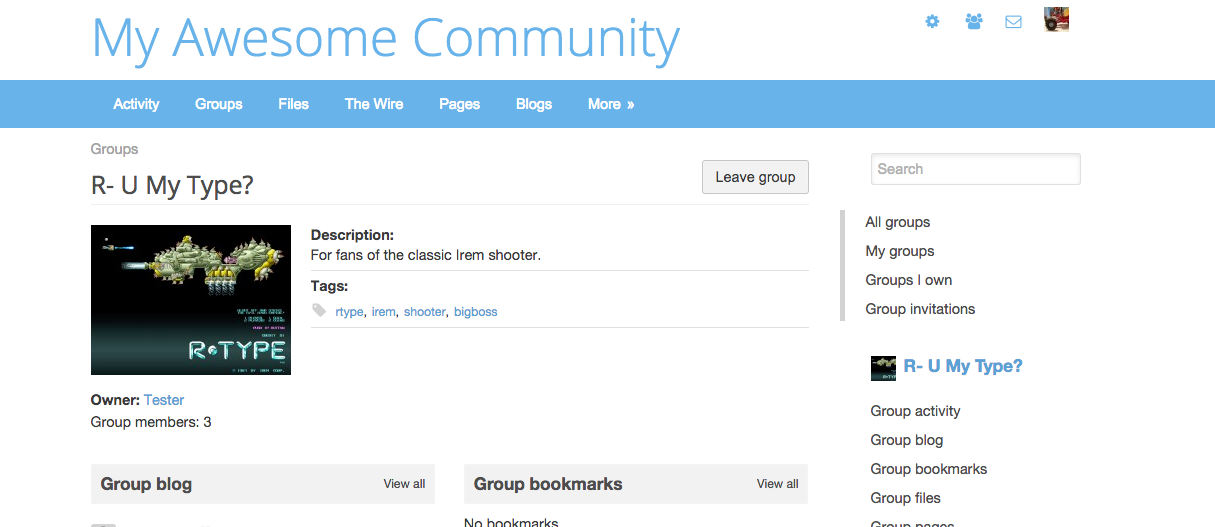 My Awesome Community
Activity Groups Files The Wire Pages Blogs More »
Groups
R- U My Type?
Leave group
Description:
For fans of the classic Irem shooter.
Tags:
rtype, irem, shooter, bigboss
R·TYPE
Owner: Tester
Group members: 3
Group blog View all
Group bookmarks View all
No bookmarks
Search
All groups
My groups
Groups I own
Group invitations
R- U My Type?
Group activity
Group blog
Group bookmarks
Group files
Group pages